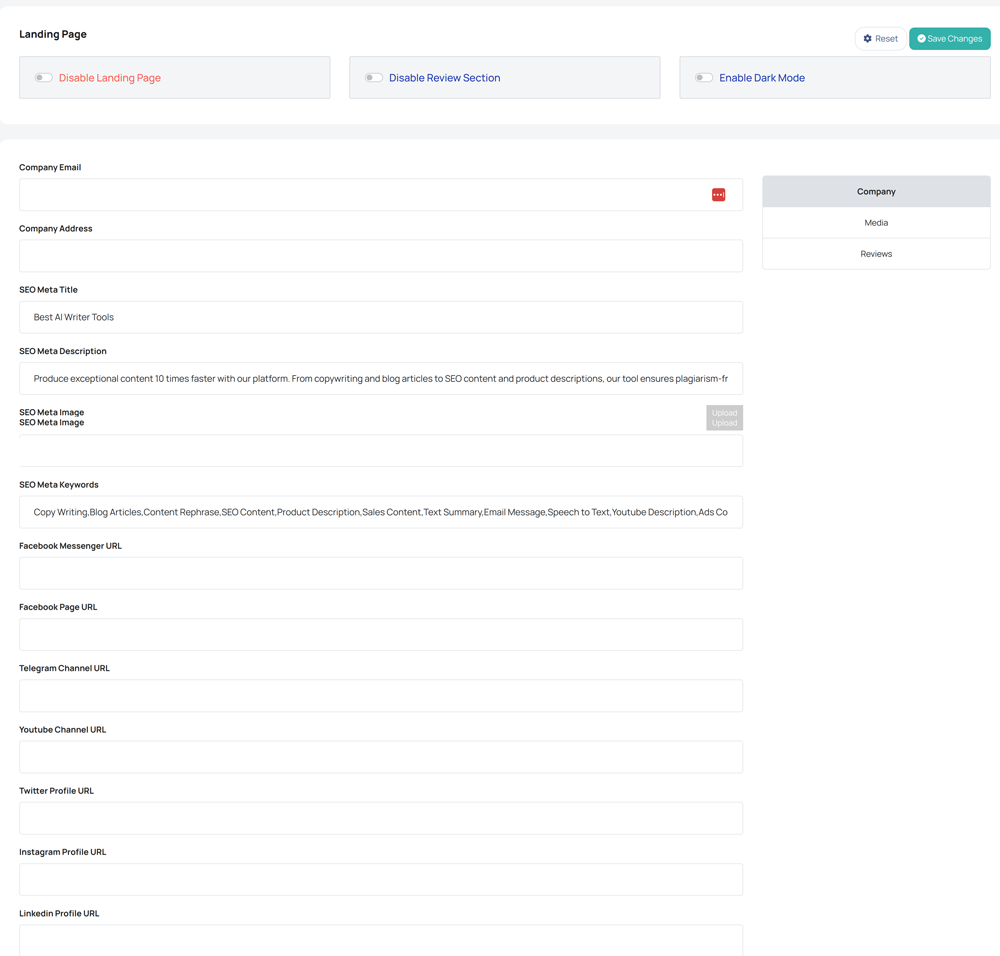 Landing Page
Reset
Save Changes
Disable Landing Page
Disable Review Section
Enable Dark Mode
Company Email
Company Address
SEO Meta Title
Best AI Writer Tools
SEO Meta Description
Produce exceptional content 10 times faster with our platform. From copywriting and blog articles to SEO content and product descriptions, our tool ensures plagiarism-fr
SEO Meta Image
Upload
SEO Meta Image
Upload
SEO Meta Keywords
Copy Writing,Blog Articles,Content Rephrase,SEO Content,Product Description,Sales Content,Text Summary,Email Message,Speech to Text,Youtube Description,Ads Co
Facebook Messenger URL
Facebook Page URL
Telegram Channel URL
Youtube Channel URL
Twitter Profile URL
Instagram Profile URL
Linkedin Profile URL
Company
Media
Reviews